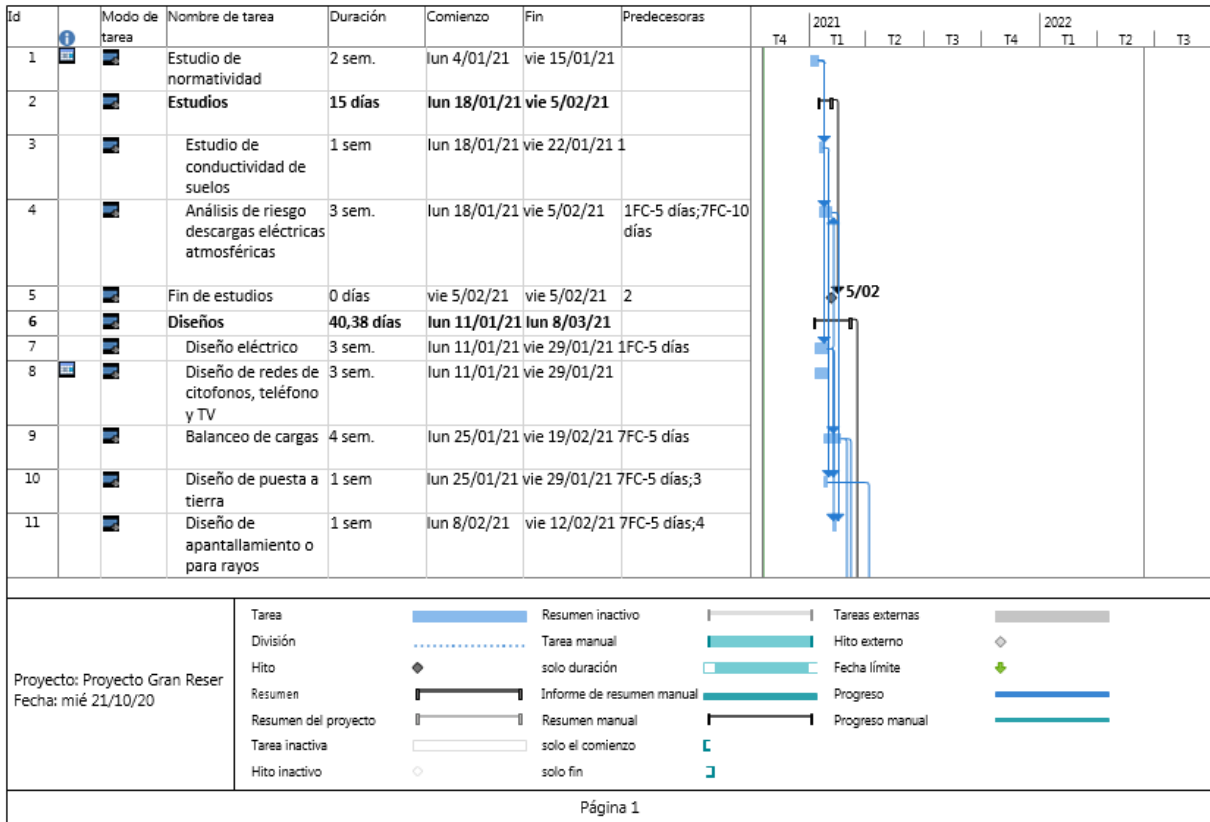 Id
Modo de tarea
Nombre de tarea
Duración
Comienzo
Fin
Predecesoras
2021
2022
T4 T1 T2 T3 T4 T1 T2 T3
1 Estudio de 2 sem. lun 4/01/21 vie 15/01/21
normatividad
2 Estudios 15 días lun 18/01/21 vie 5/02/21
3 Estudio de 1 sem lun 18/01/21 vie 22/01/21 1
conductividad de
suelos
4 Análisis de riesgo 3 sem. lun 18/01/21 vie 5/02/21 1FC-5 días;7FC-10
descargas eléctricas días
atmosféricas
5 Fin de estudios 0 días vie 5/02/21 vie 5/02/21 2 5/02
6 Diseños 40,38 días lun 11/01/21 lun 8/03/21
7 Diseño eléctrico 3 sem. lun 11/01/21 vie 29/01/21 1FC-5 días
8 Diseño de redes de 3 sem. lun 11/01/21 vie 29/01/21
citofonos, teléfono
y TV
9 Balanceo de cargas 4 sem. lun 25/01/21 vie 19/02/21 7FC-5 días
10 Diseño de puesta a 1 sem lun 25/01/21 vie 29/01/21 7FC-5 días;3
tierra
11 Diseño de 1 sem lun 8/02/21 vie 12/02/21 7FC-5 días;4
apantallamiento o
para rayos
Proyecto: Proyecto Gran Reser
Fecha: mié 21/10/20
Tarea
División
Hito
Resumen
Resumen del proyecto
Tarea inactiva
Hito inactivo
Resumen inactivo
Tarea manual
solo duración
Informe de resumen manual
Resumen manual
solo el comienzo
solo fin
Tareas externas
Hito externo
Fecha límite
Progreso
Progreso manual
Página 1